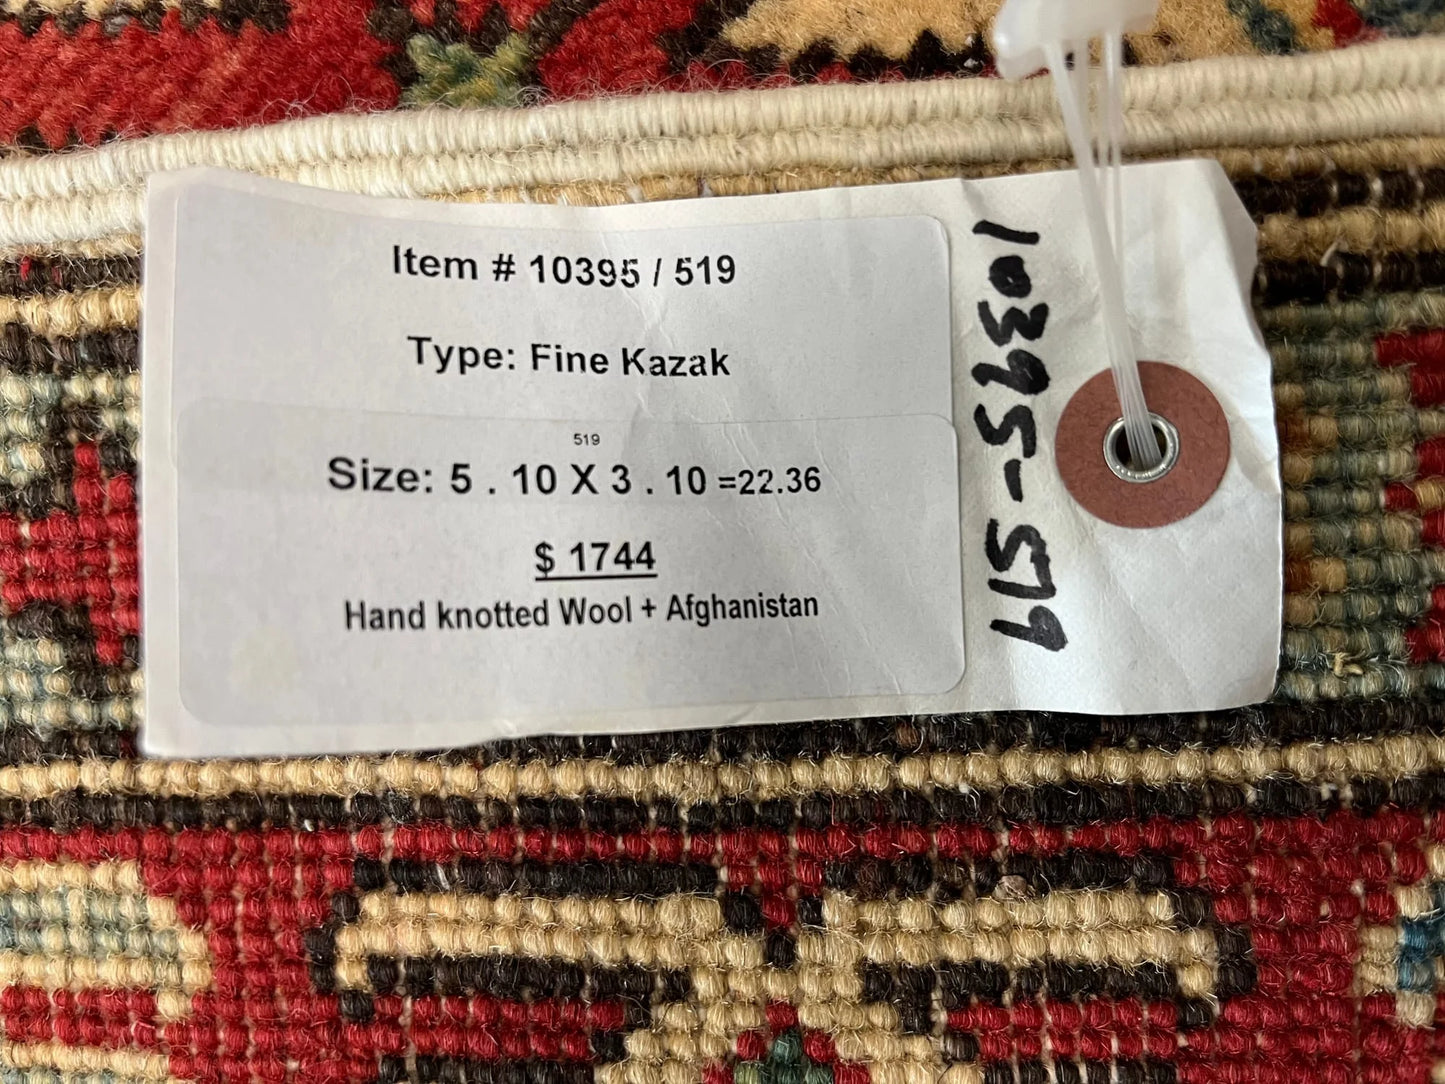 Item # 10395 / 519
Type: Fine Kazak
519
Size: 5 . 10 X 3 . 10 =22.36
$ 1744
Hand knotted Wool + Afghanistan
10395-519